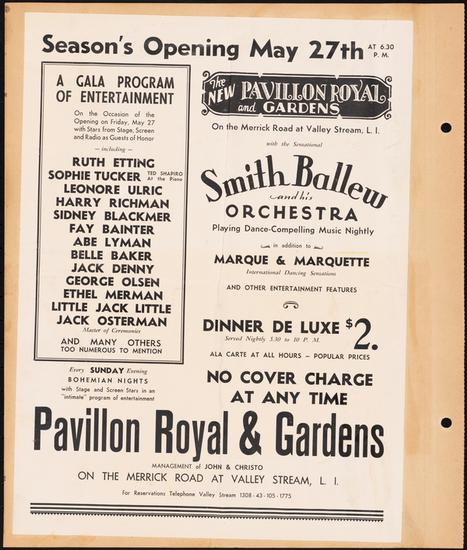 Season's Opening May 27th AT 6.30 P. M.
A GALA PROGRAM
OF ENTERTAINMENT
On the Occasion of the
Opening on Friday, May 27
with Stars from Stage, Screen
and Radio as Guests of Honor
— including —
RUTH ETTING
SOPHIE TUCKER TED SHAPIRO At the Piano
LEONORE ULRIC
HARRY RICHMAN
SIDNEY BLACKMER
FAY BAINTER
ABE LYMAN
BELLE BAKER
JACK DENNY
GEORGE OLSEN
ETHEL MERMAN
LITTLE JACK LITTLE
JACK OSTERMAN
Master of Ceremonies
AND MANY OTHERS
TOO NUMEROUS TO MENTION
Every SUNDAY Evening
BOHEMIAN NIGHTS
with Stage and Screen Stars in an
"intimate" program of entertainment
The NEW PAVILLON ROYAL
and GARDENS
On the Merrick Road at Valley Stream, L. I.
with the Sensational
Smith Ballew
and his
ORCHESTRA
Playing Dance-Compelling Music Nightly
in addition to
MARQUE & MARQUETTE
International Dancing Sensations
AND OTHER ENTERTAINMENT FEATURES
DINNER DE LUXE $2.
Served Nightly 5.30 to 10 P. M.
ALA CARTE AT ALL HOURS – POPULAR PRICES
NO COVER CHARGE
AT ANY TIME
Pavillon Royal & Gardens
MANAGEMENT of JOHN & CHRISTO
ON THE MERRICK ROAD AT VALLEY STREAM, L. I.
For Reservations Telephone Valley Stream 1308 - 43 - 105 - 1775